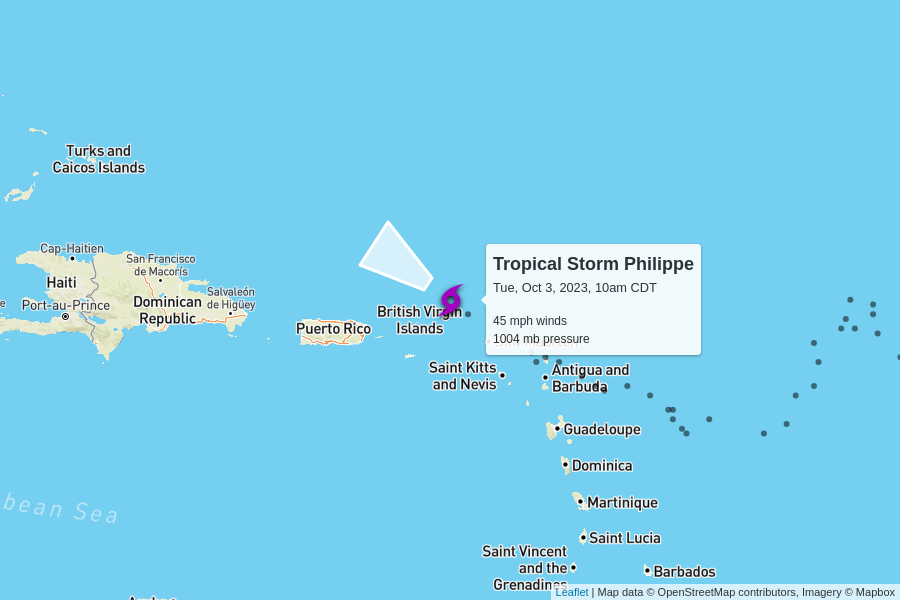 Turks and
Caicos Islands
Cap-Haitien
San Francisco
de Macorís
Haiti
Salvaleón
de Higüey
Port-au-Prince
Dominican
Republic
Puerto Rico
British Virgin
Islands
Tropical Storm Philippe
Tue, Oct 3, 2023, 10am CDT
45 mph winds
1004 mb pressure
Saint Kitts
and Nevis
Antigua and
Barbuda
Guadeloupe
Dominica
Martinique
bean Sea
Saint Lucia
Saint Vincent
and the
Grenadines
Barbados
Leaflet | Map data © OpenStreetMap contributors, Imagery © Mapbox